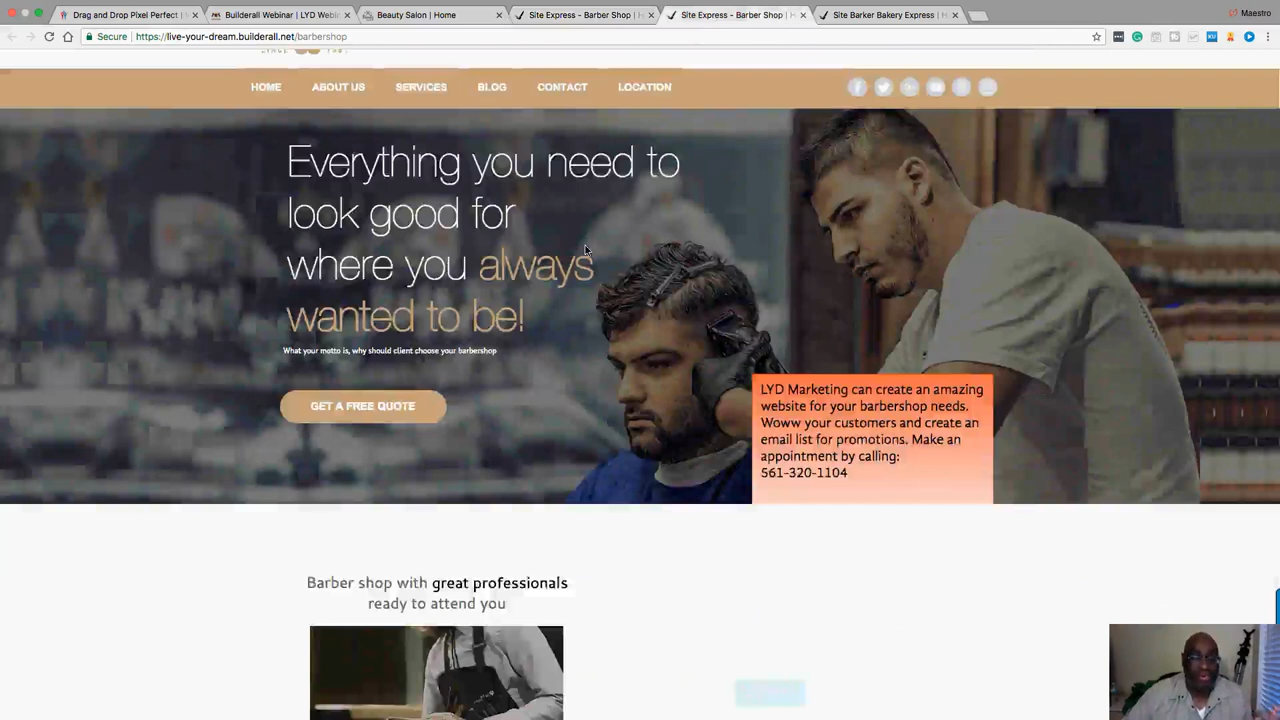 Drag and Drop Pixel Perfect
Builderall Webinar | LYD Webi
Beauty Salon | Home
Site Express - Barber Shop | H
Site Express - Barber Shop | H
Site Barker Bakery Express | H
Maestro
Secure
https://live-your-dream.builderall.net/barbershop
HOME
ABOUT US
SERVICES
BLOG
CONTACT
LOCATION
Everything you need to
look good for
where you always
wanted to be!
What your motto is, why should client choose your barbershop
GET A FREE QUOTE
LYD Marketing can create an amazing
website for your barbershop needs.
Woww your customers and create an
email list for promotions. Make an
appointment by calling:
561-320-1104
Barber shop with great professionals
ready to attend you